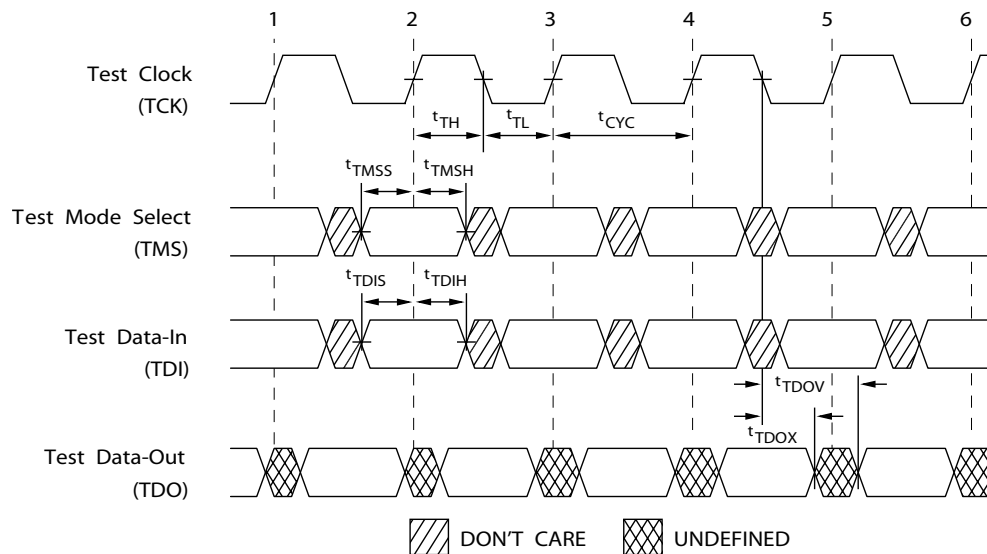 1 2 3 4 5 6
Test Clock
(TCK)
tTH tTL tCYC
tTMSS tTMSH
Test Mode Select
(TMS)
tTDIS tTDIH
Test Data-In
(TDI)
tTDOV
tTDOX
Test Data-Out
(TDO)
DON'T CARE UNDEFINED